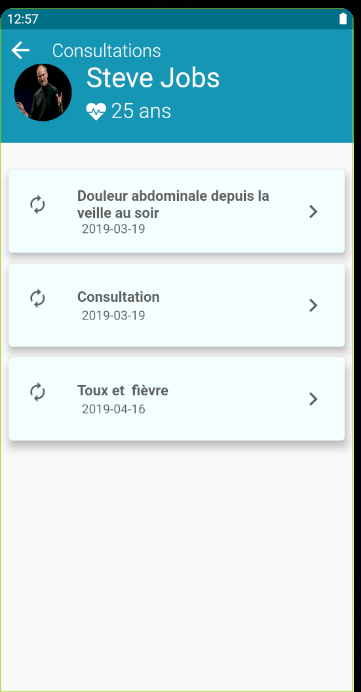 12:57
Consultations
Steve Jobs
25 ans
Douleur abdominale depuis la
veille au soir
2019-03-19
Consultation
2019-03-19
Toux et  fièvre
2019-04-16